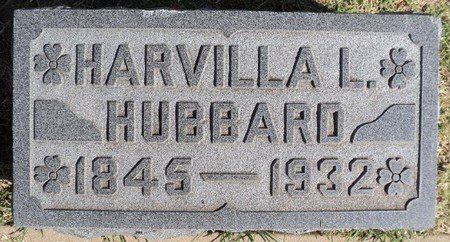 HARVILLA L.
HUBBARD
1845 — 1932